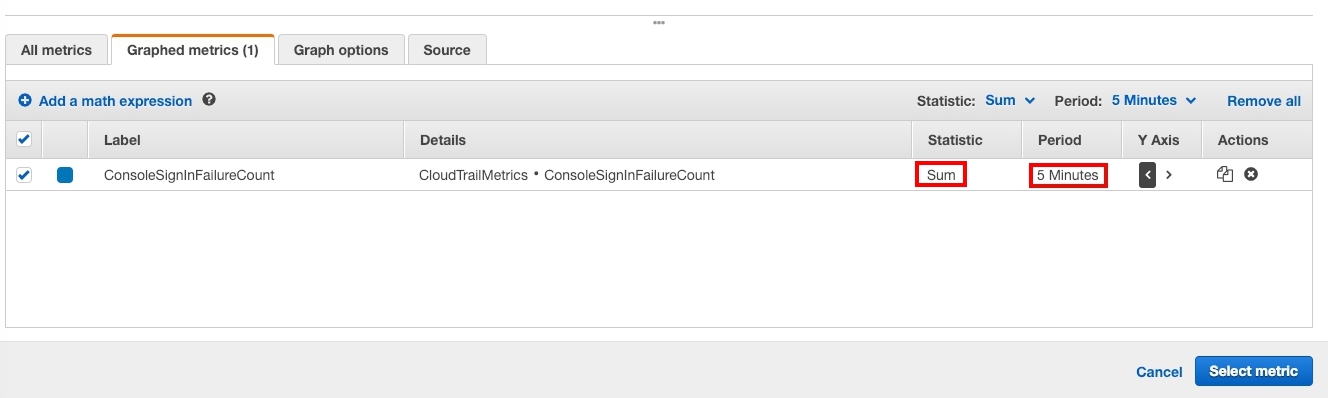 All metrics Graphed metrics (1) Graph options Source
Add a math expression ? Statistic: Sum Period: 5 Minutes Remove all
Label Details Statistic Period Y Axis Actions
ConsoleSignInFailureCount CloudTrailMetrics • ConsoleSignInFailureCount Sum 5 Minutes < >
Cancel Select metric